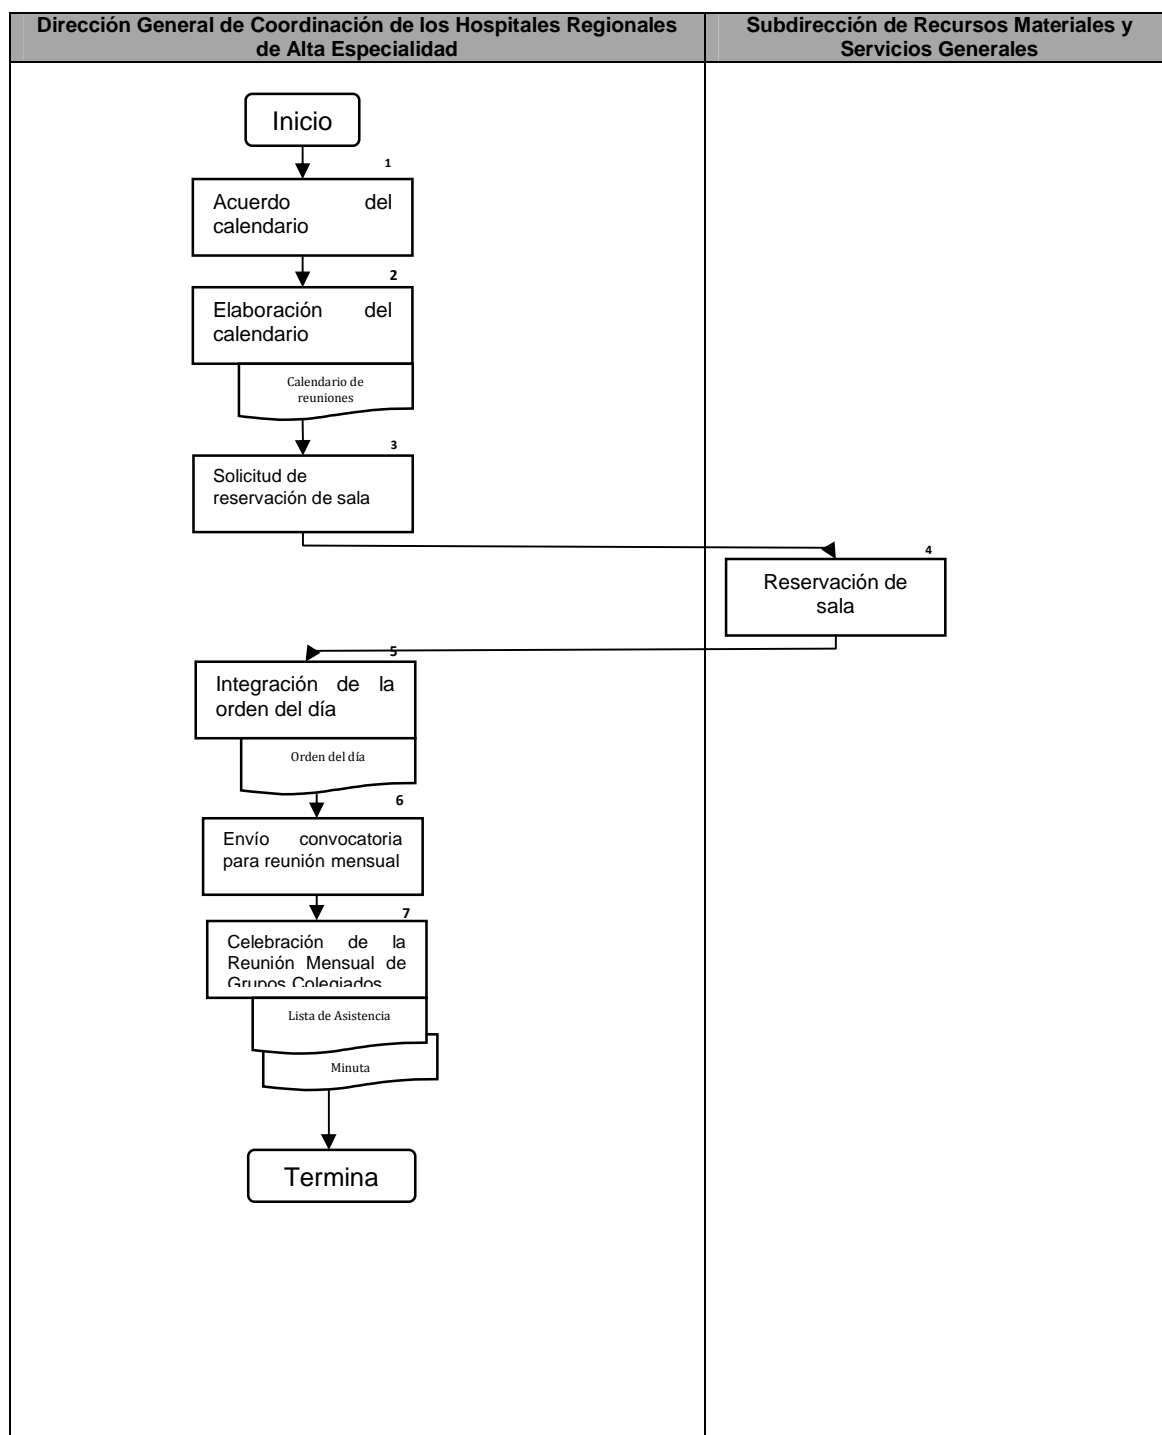 Dirección General de Coordinación de los Hospitales Regionales
de Alta Especialidad
Subdirección de Recursos Materiales y
Servicios Generales
Inicio
1
Acuerdo del
calendario
2
Elaboración del
calendario
Calendario de
reuniones
3
Solicitud de
reservación de sala
4
Reservación de
sala
5
Integración de la
orden del día
Orden del día
6
Envío convocatoria
para reunión mensual
7
Celebración de la
Reunión Mensual de
Grupos Colegiados
Lista de Asistencia
Minuta
Termina